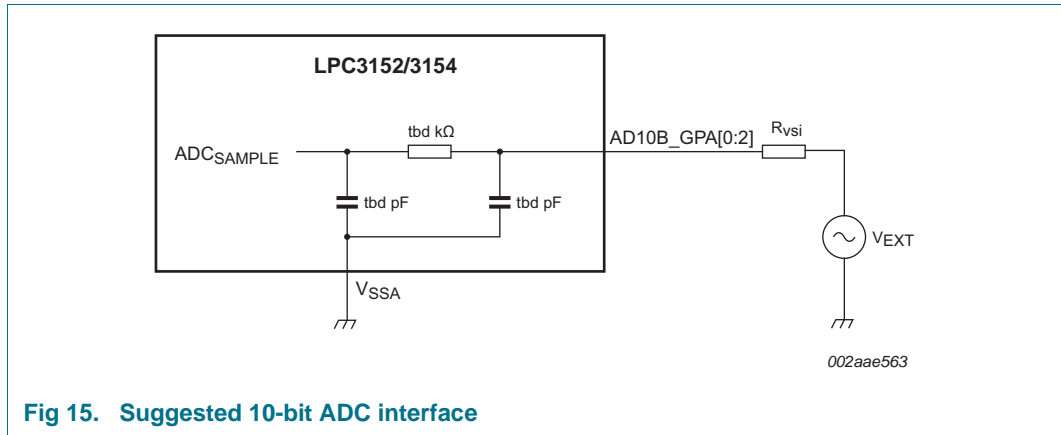 LPC3152/3154
tbd kΩ
ADCSAMPLE
AD10B_GPA[0:2]
Rvsi
tbd pF
tbd pF
VEXT
VSSA
002aae563
Fig 15. Suggested 10-bit ADC interface